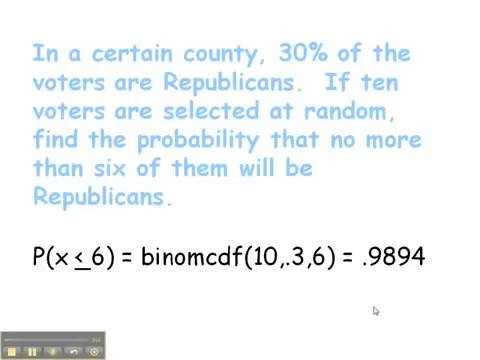 In a certain county, 30% of the
voters are Republicans. If ten
voters are selected at random,
find the probability that no more
than six of them will be
Republicans.
P(x ≤ 6) = binomcdf(10,.3,6) = .9894